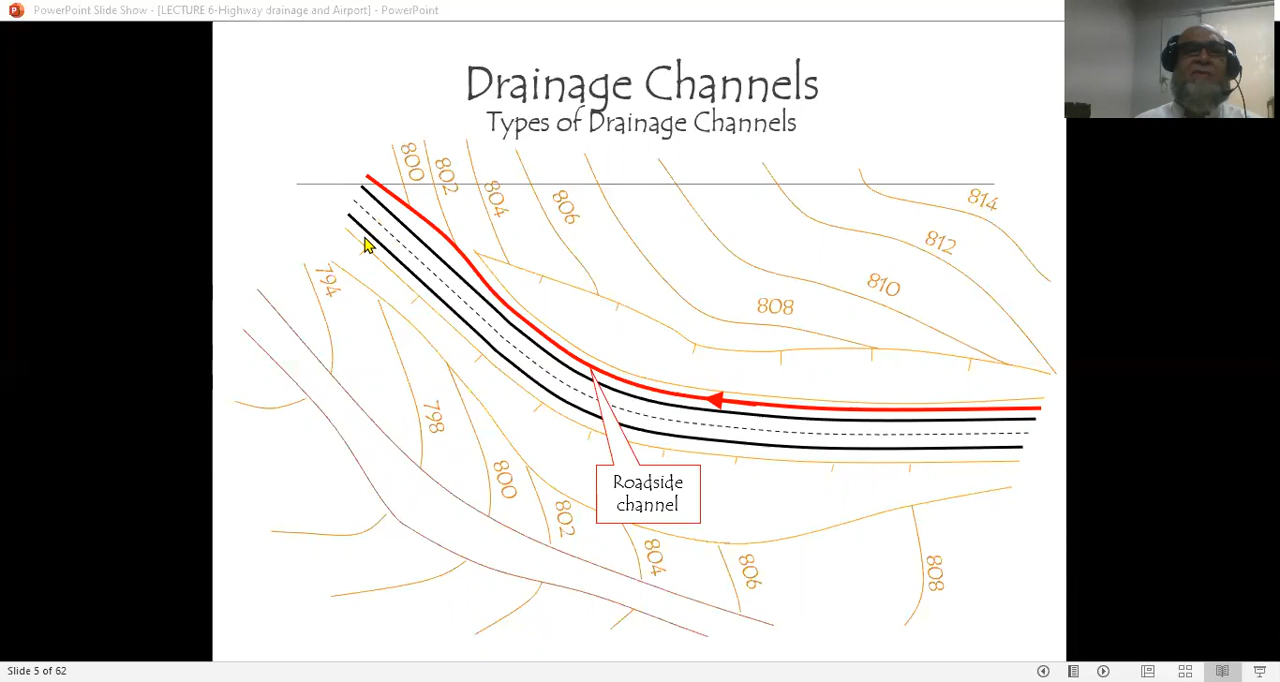 PowerPoint Slide Show - [LECTURE 6-Highway drainage and Airport] - PowerPoint
Drainage Channels
Types of Drainage Channels
800
802
804
806
814
812
810
808
794
798
800
802
804
806
808
Roadside
channel
Slide 5 of 62